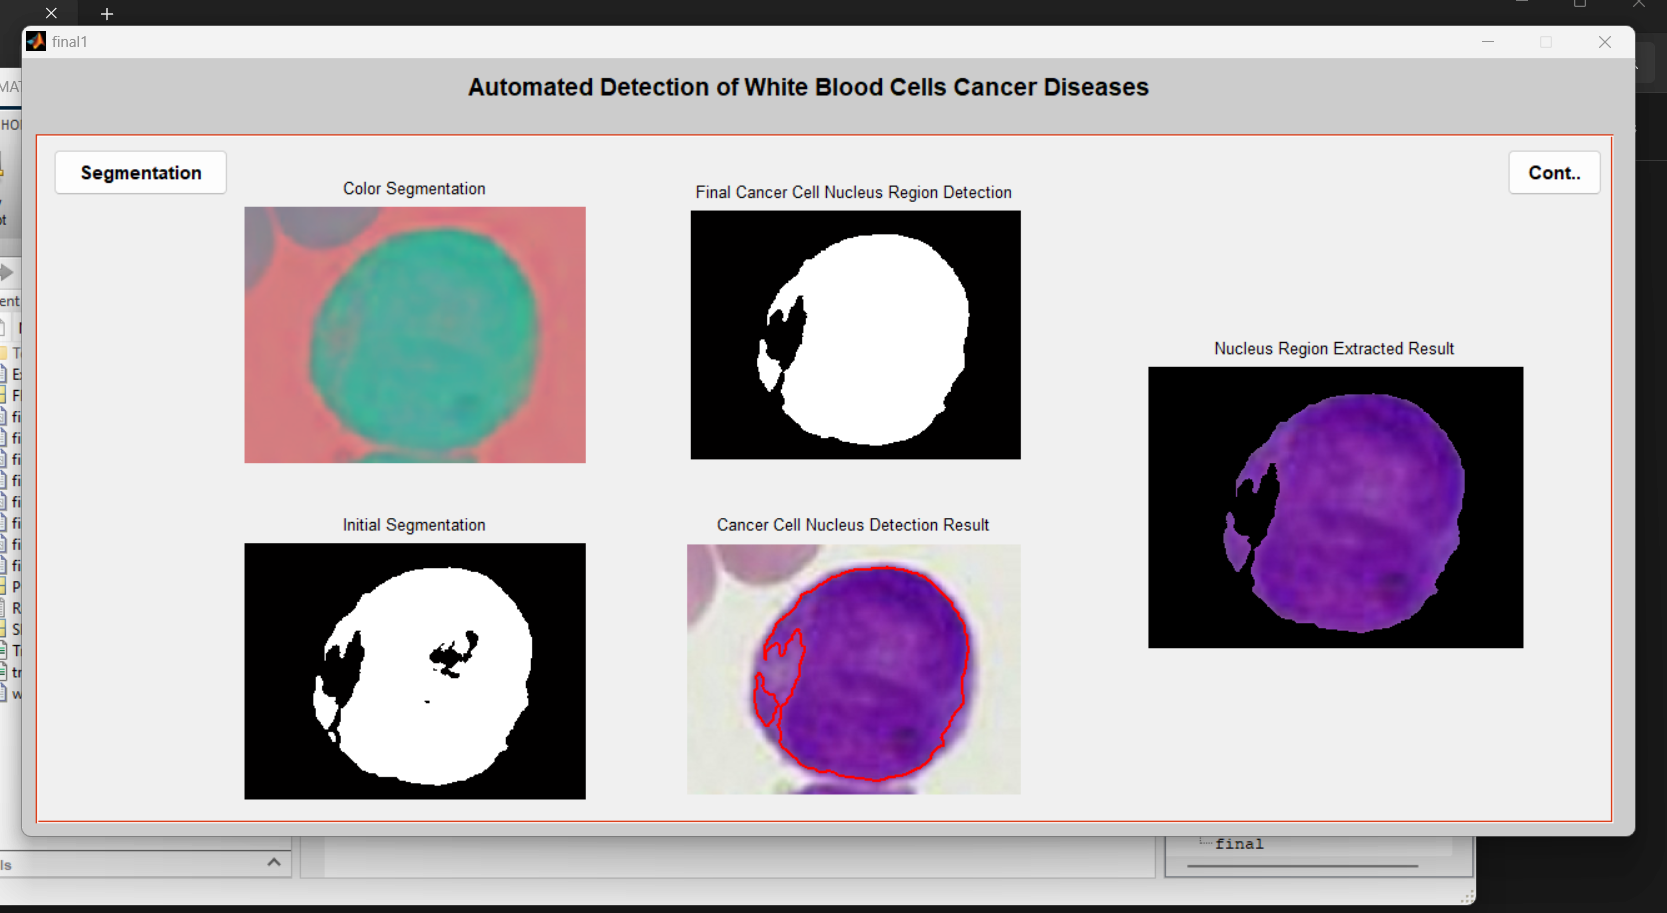 final1
Automated Detection of White Blood Cells Cancer Diseases
Segmentation
Cont..
Color Segmentation
Final Cancer Cell Nucleus Region Detection
Nucleus Region Extracted Result
Initial Segmentation
Cancer Cell Nucleus Detection Result
final